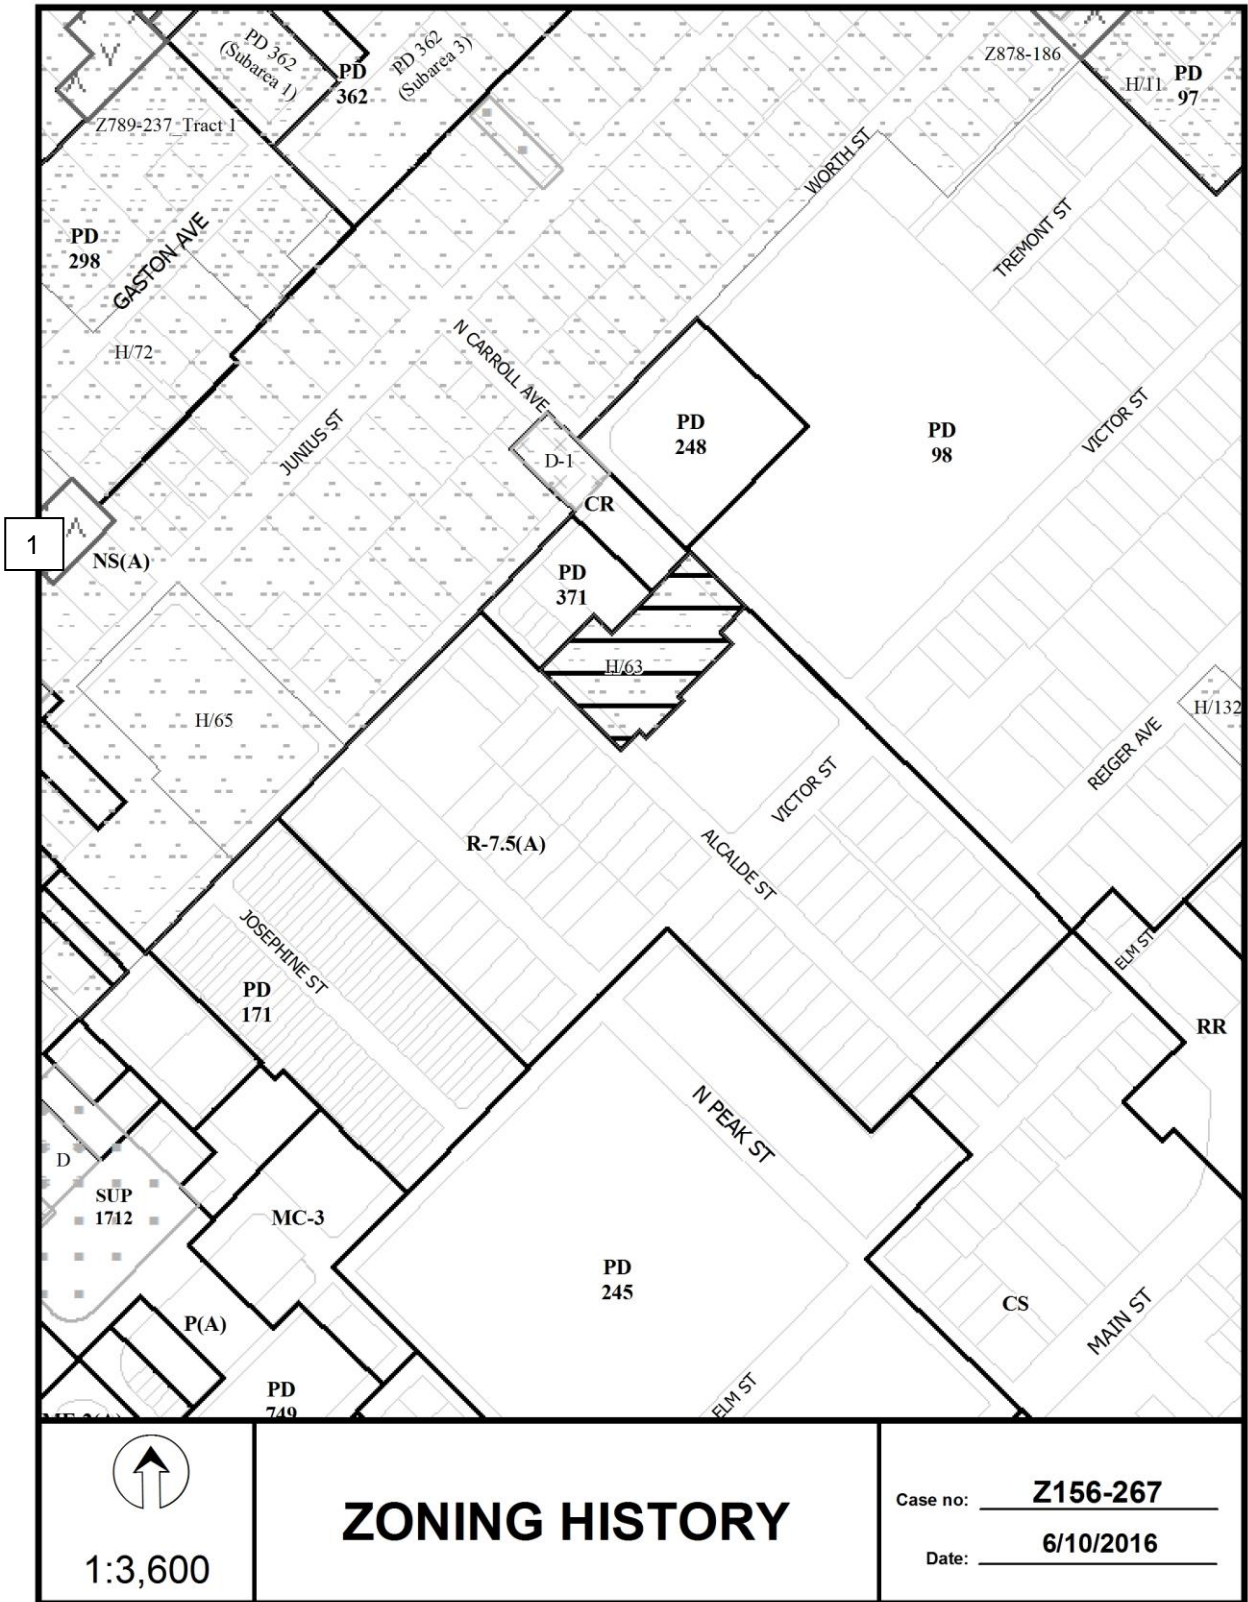 PD 362
(Subarea 1)
PD
362
PD 362
(Subarea 3)
Z878-186
H/11
PD
97
Z789-237_Tract 1
WORTH ST
PD
298
GASTON AVE
TREMONT ST
H/72
N CARROLL AVE
JUNIUS ST
PD
248
PD
98
VICTOR ST
D-1
CR
1
NS(A)
PD
371
H/63
H/65
H/132
REIGER AVE
VICTOR ST
R-7.5(A)
ALCALDE ST
JOSEPHINE ST
ELM ST
PD
171
RR
N PEAK ST
D
SUP
1712
MC-3
PD
245
CS
MAIN ST
P(A)
PD
749
ELM ST
1:3,600
ZONING HISTORY
Case no: Z156-267
Date: 6/10/2016